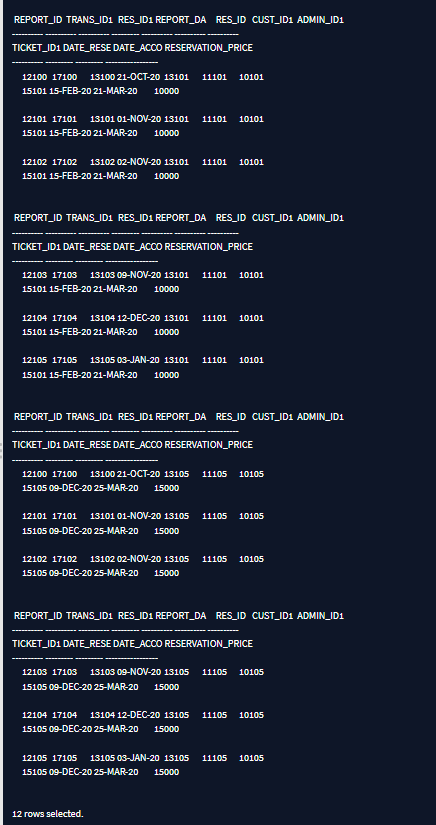 REPORT_ID TRANS_ID1 RES_ID1 REPORT_DA RES_ID CUST_ID1 ADMIN_ID1
---------- ---------- ---------- --------- ---------- ---------- ----------
TICKET_ID1 DATE_RESE DATE_ACCO RESERVATION_PRICE
---------- --------- --------- -----------------
12100 17100 13100 21-OCT-20 13101 11101 10101
15101 15-FEB-20 21-MAR-20 10000
12101 17101 13101 01-NOV-20 13101 11101 10101
15101 15-FEB-20 21-MAR-20 10000
12102 17102 13102 02-NOV-20 13101 11101 10101
15101 15-FEB-20 21-MAR-20 10000
REPORT_ID TRANS_ID1 RES_ID1 REPORT_DA RES_ID CUST_ID1 ADMIN_ID1
---------- ---------- ---------- --------- ---------- ---------- ----------
TICKET_ID1 DATE_RESE DATE_ACCO RESERVATION_PRICE
---------- --------- --------- -----------------
12103 17103 13103 09-NOV-20 13101 11101 10101
15101 15-FEB-20 21-MAR-20 10000
12104 17104 13104 12-DEC-20 13101 11101 10101
15101 15-FEB-20 21-MAR-20 10000
12105 17105 13105 03-JAN-20 13101 11101 10101
15101 15-FEB-20 21-MAR-20 10000
REPORT_ID TRANS_ID1 RES_ID1 REPORT_DA RES_ID CUST_ID1 ADMIN_ID1
---------- ---------- ---------- --------- ---------- ---------- ----------
TICKET_ID1 DATE_RESE DATE_ACCO RESERVATION_PRICE
---------- --------- --------- -----------------
12100 17100 13100 21-OCT-20 13105 11105 10105
15105 09-DEC-20 25-MAR-20 15000
12101 17101 13101 01-NOV-20 13105 11105 10105
15105 09-DEC-20 25-MAR-20 15000
12102 17102 13102 02-NOV-20 13105 11105 10105
15105 09-DEC-20 25-MAR-20 15000
REPORT_ID TRANS_ID1 RES_ID1 REPORT_DA RES_ID CUST_ID1 ADMIN_ID1
---------- ---------- ---------- --------- ---------- ---------- ----------
TICKET_ID1 DATE_RESE DATE_ACCO RESERVATION_PRICE
---------- --------- --------- -----------------
12103 17103 13103 09-NOV-20 13105 11105 10105
15105 09-DEC-20 25-MAR-20 15000
12104 17104 13104 12-DEC-20 13105 11105 10105
15105 09-DEC-20 25-MAR-20 15000
12105 17105 13105 03-JAN-20 13105 11105 10105
15105 09-DEC-20 25-MAR-20 15000
12 rows selected.